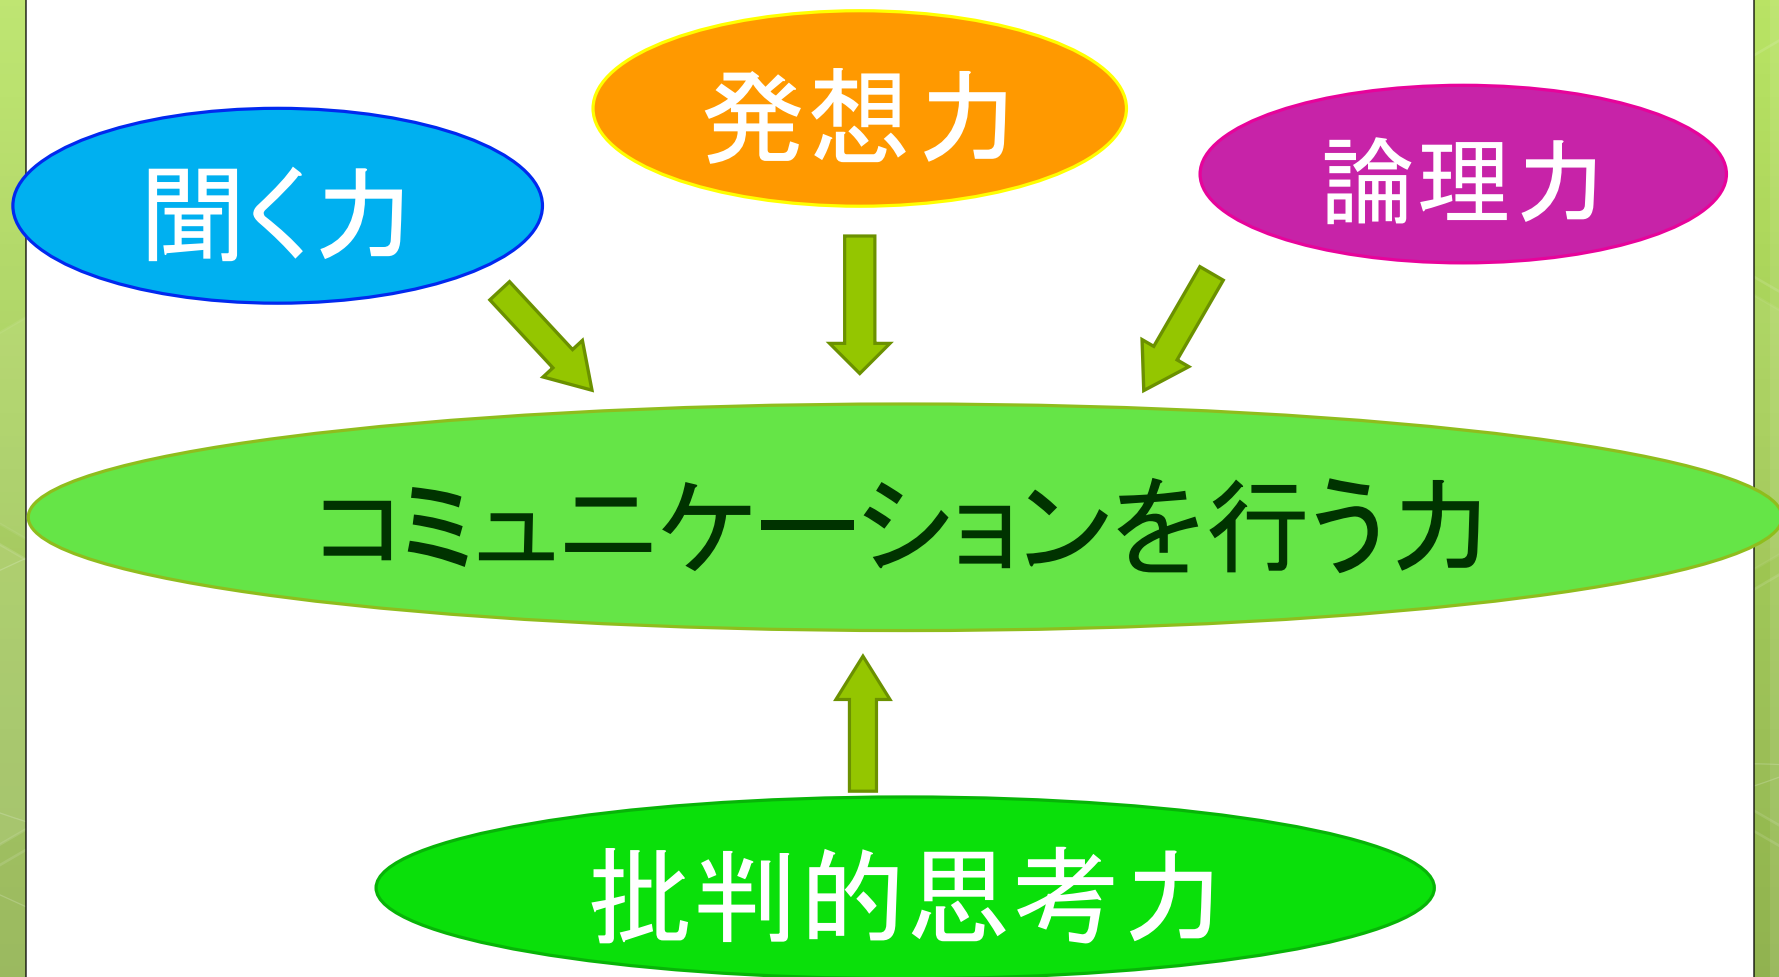 発想力
聞く力
論理力
コミュニケーションを行う力
批判的思考力